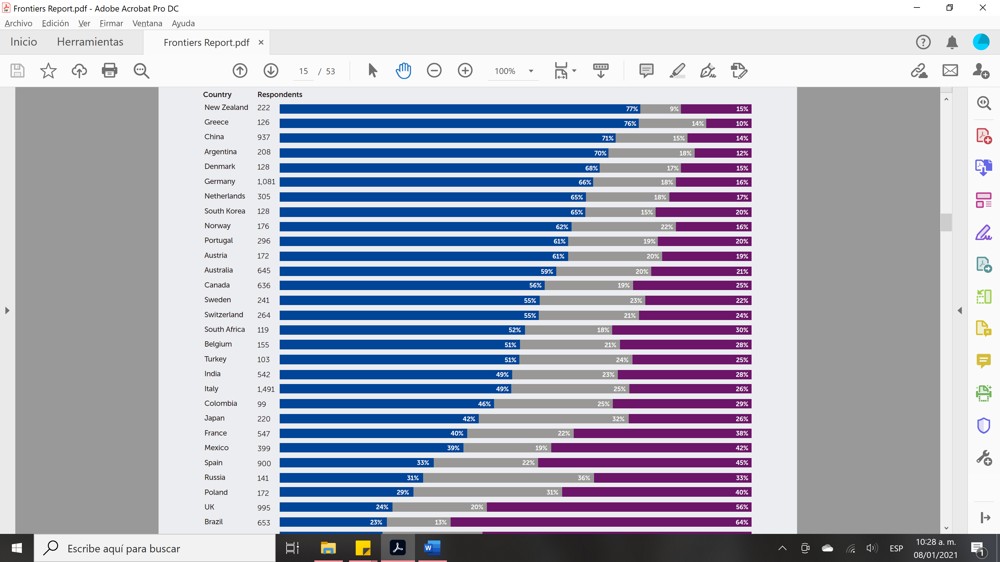 Frontiers Report.pdf - Adobe Acrobat Pro DC
Archivo Edición Ver Firmar Ventana Ayuda
Inicio Herramientas Frontiers Report.pdf ×
15 / 53 100%
Country Respondents
New Zealand 222 77% 9% 15%
Greece 126 76% 14% 10%
China 937 71% 15% 14%
Argentina 208 70% 18% 12%
Denmark 128 68% 17% 15%
Germany 1,081 66% 18% 16%
Netherlands 305 65% 18% 17%
South Korea 128 65% 15% 20%
Norway 176 62% 22% 16%
Portugal 296 61% 19% 20%
Austria 172 61% 20% 19%
Australia 645 59% 20% 21%
Canada 636 56% 19% 25%
Sweden 241 55% 23% 22%
Switzerland 264 55% 21% 24%
South Africa 119 52% 18% 30%
Belgium 155 51% 21% 28%
Turkey 103 51% 24% 25%
India 542 49% 23% 28%
Italy 1,491 49% 25% 26%
Colombia 99 46% 25% 29%
Japan 220 42% 32% 26%
France 547 40% 22% 38%
Mexico 399 39% 19% 42%
Spain 900 33% 22% 45%
Russia 141 31% 36% 33%
Poland 172 29% 31% 40%
UK 995 24% 20% 56%
Brazil 653 23% 13% 64%
Escribe aquí para buscar
ESP
10:28 a. m.
08/01/2021
1